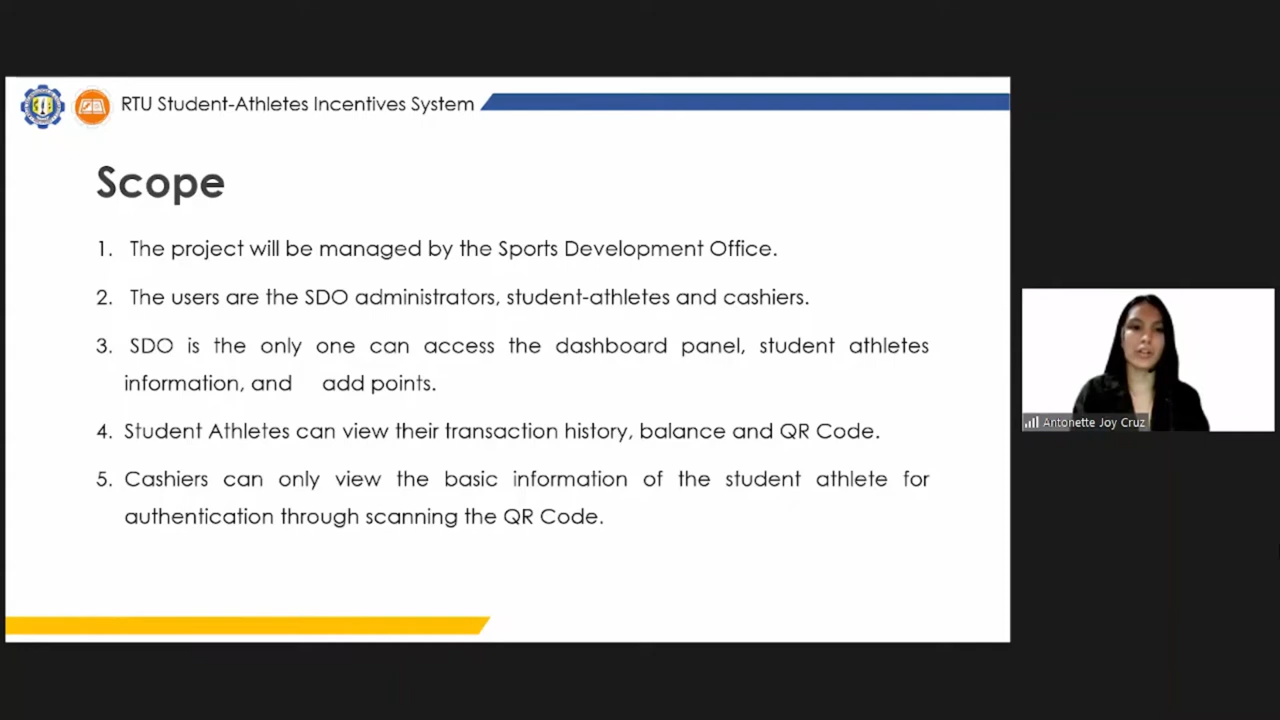 RTU Student-Athletes Incentives System
Scope
1. The project will be managed by the Sports Development Office.
2. The users are the SDO administrators, student-athletes and cashiers.
3. SDO is the only one can access the dashboard panel, student athletes
information, and add points.
4. Student Athletes can view their transaction history, balance and QR Code.
5. Cashiers can only view the basic information of the student athlete for
authentication through scanning the QR Code.
Antonette Joy Cruz